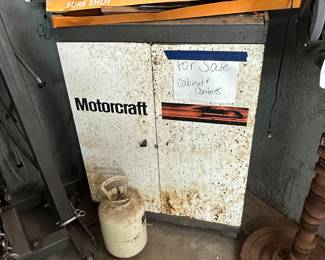 SURE SHOT
Motorcraft
For Sale
Cabinet &
Contents